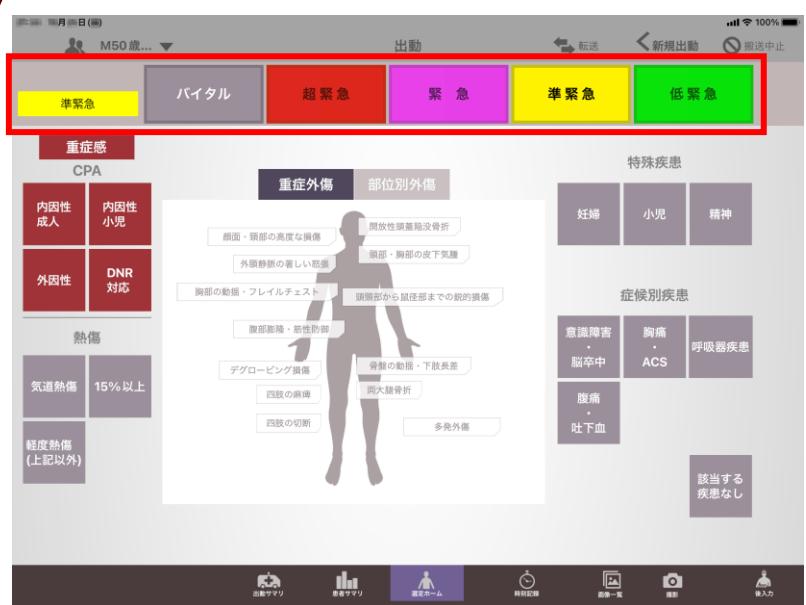 100%
M50歳...
出動
転送
新規出動
搬送中止
準緊急
バイタル
超緊急
緊 急
準緊急
低緊急
重症感
CPA
内因性
成人
内因性
小児
外因性
DNR
対応
熱傷
気道熱傷
15%以上
軽度熱傷
(上記以外)
重症外傷
部位別外傷
顔面・頸部の高度な損傷
開放性頭蓋陥没骨折
外頸静脈の著しい怒張
頸部・胸部の皮下気腫
胸部の動揺・フレイルチェスト
頭頸部から鼠径部までの鋭的損傷
腹部膨隆・筋性防御
デグロービング損傷
骨盤の動揺・下肢長差
四肢の麻痺
両大腿骨折
四肢の切断
多発外傷
特殊疾患
妊婦
小児
精神
症候別疾患
意識障害
・
脳卒中
胸痛
・
ACS
呼吸器疾患
腹痛
・
吐下血
該当する
疾患なし
出動サマリ
患者サマリ
選定ホーム
時刻記録
画像一覧
撮影
後入力